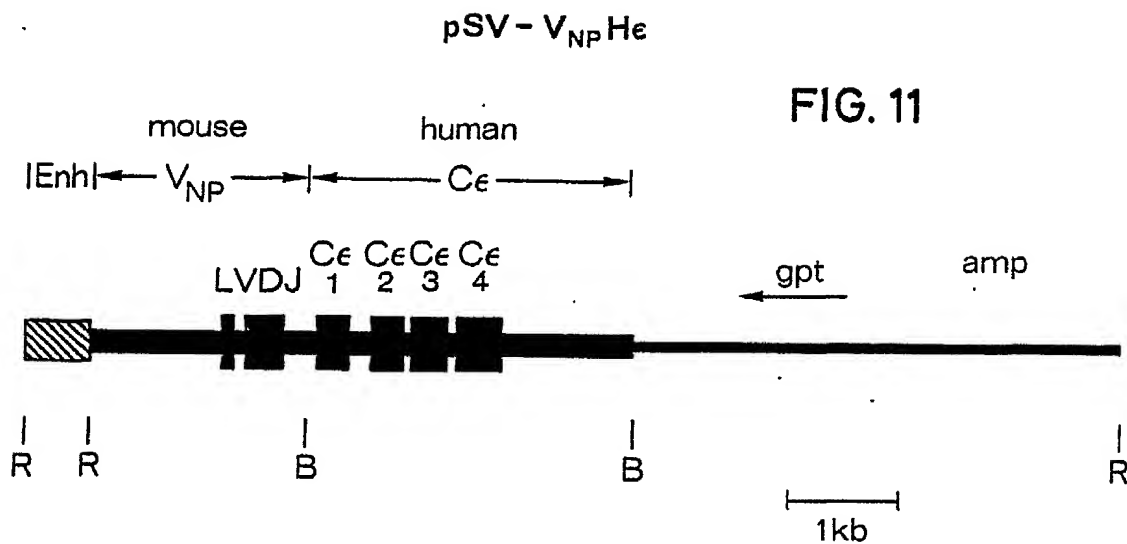 pSV - V_NP Hε
FIG. 11
mouse human
|Enh| V_NP Cε
LVDJ Cε 1 Cε 2 Cε 3 Cε 4
gpt amp
R R B B R
1kb